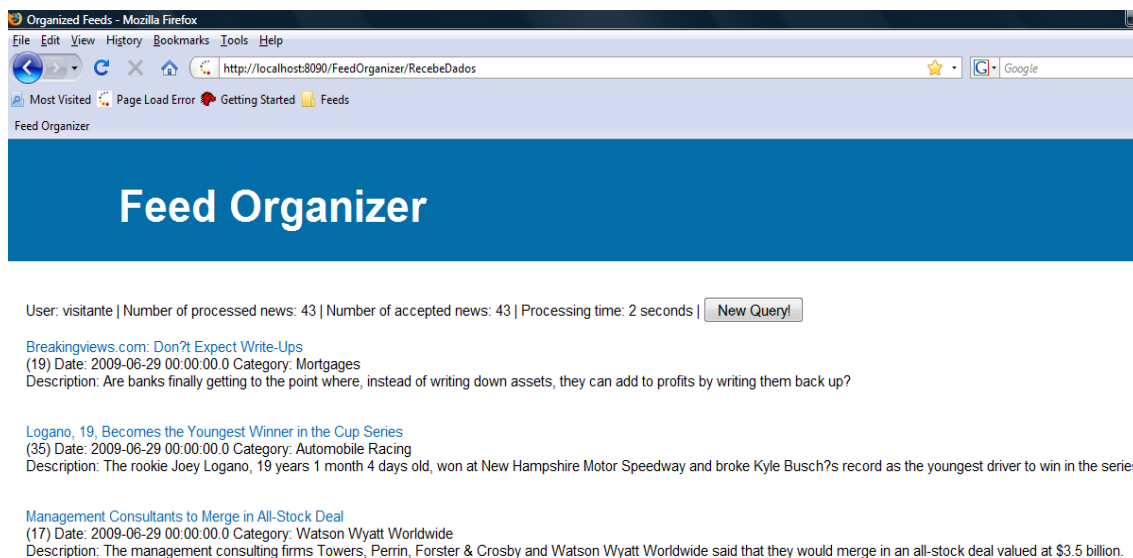 Organized Feeds - Mozilla Firefox
File Edit View History Bookmarks Tools Help
http://localhost:8090/FeedOrganizer/RecebeDados
G Google
Most Visited Page Load Error Getting Started Feeds
Feed Organizer
Feed Organizer
User: visitante | Number of processed news: 43 | Number of accepted news: 43 | Processing time: 2 seconds | New Query!
Breakingviews.com: Don?t Expect Write-Ups
(19) Date: 2009-06-29 00:00:00.0 Category: Mortgages
Description: Are banks finally getting to the point where, instead of writing down assets, they can add to profits by writing them back up?
Logano, 19, Becomes the Youngest Winner in the Cup Series
(35) Date: 2009-06-29 00:00:00.0 Category: Automobile Racing
Description: The rookie Joey Logano, 19 years 1 month 4 days old, won at New Hampshire Motor Speedway and broke Kyle Busch?s record as the youngest driver to win in the series
Management Consultants to Merge in All-Stock Deal
(17) Date: 2009-06-29 00:00:00.0 Category: Watson Wyatt Worldwide
Description: The management consulting firms Towers, Perrin, Forster & Crosby and Watson Wyatt Worldwide said that they would merge in an all-stock deal valued at $3.5 billion.